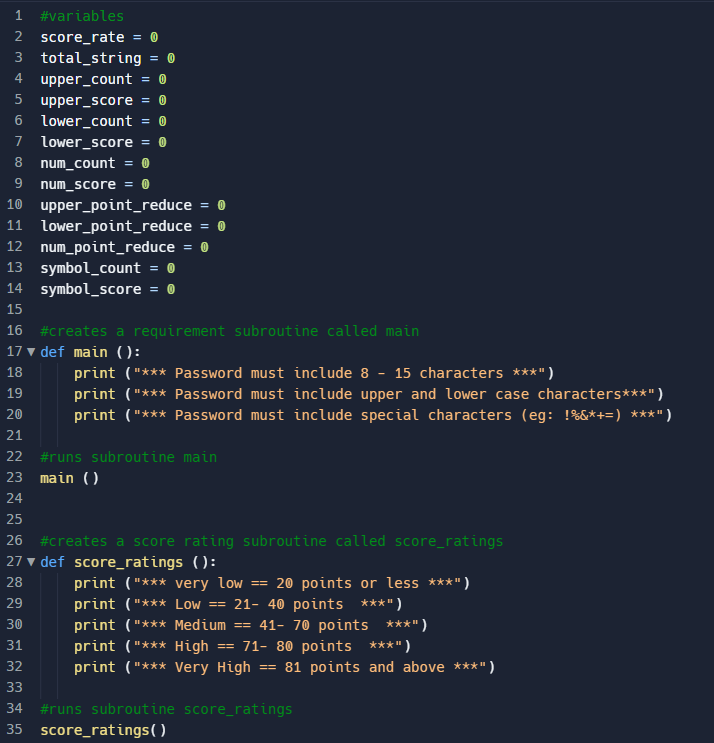 1 #variables
2 score_rate = 0
3 total_string = 0
4 upper_count = 0
5 upper_score = 0
6 lower_count = 0
7 lower_score = 0
8 num_count = 0
9 num_score = 0
10 upper_point_reduce = 0
11 lower_point_reduce = 0
12 num_point_reduce = 0
13 symbol_count = 0
14 symbol_score = 0
15
16 #creates a requirement subroutine called main
17 def main ():
18     print ("*** Password must include 8 - 15 characters ***")
19     print ("*** Password must include upper and lower case characters***")
20     print ("*** Password must include special characters (eg: !%&*+=) ***")
21
22 #runs subroutine main
23 main ()
24
25
26 #creates a score rating subroutine called score_ratings
27 def score_ratings ():
28     print ("*** very low == 20 points or less ***")
29     print ("*** Low == 21- 40 points  ***")
30     print ("*** Medium == 41- 70 points  ***")
31     print ("*** High == 71- 80 points  ***")
32     print ("*** Very High == 81 points and above ***")
33
34 #runs subroutine score_ratings
35 score_ratings()